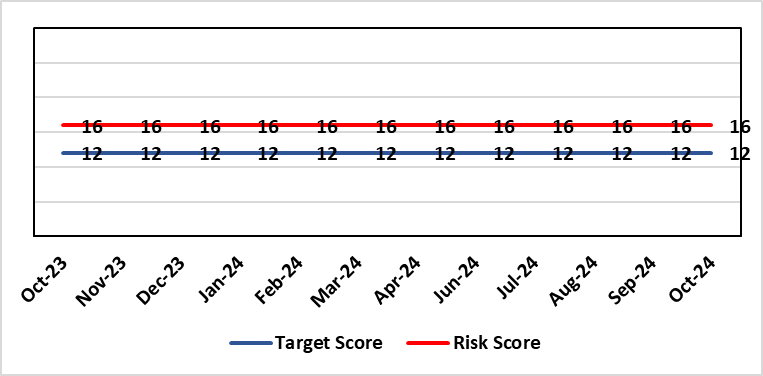 16 16 16 16 16 16 16 16 16 16 16 16
12 12 12 12 12 12 12 12 12 12 12 12
Oct-23 Nov-23 Dec-23 Jan-24 Feb-24 Mar-24 Apr-24 Jun-24 Jul-24 Aug-24 Sep-24 Oct-24
Target Score Risk Score